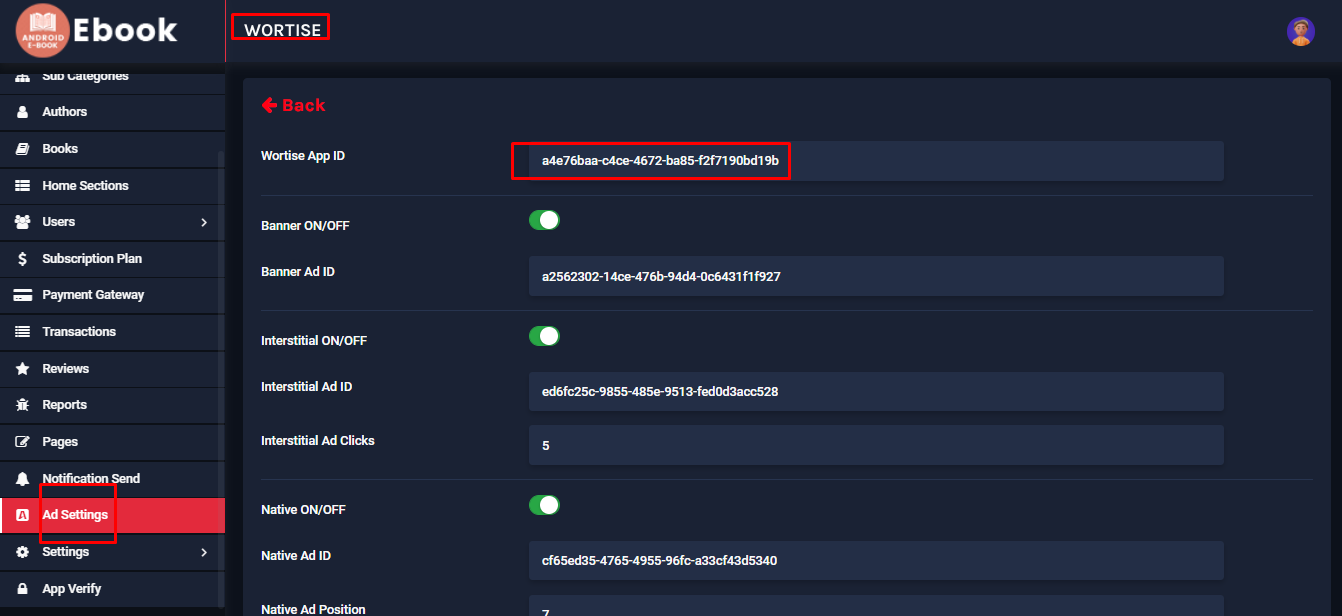 ANDROID
E-BOOK
Ebook
WORTISE
Sub Categories
Authors
Books
Home Sections
Users
Subscription Plan
Payment Gateway
Transactions
Reviews
Reports
Pages
Notification Send
Ad Settings
Settings
App Verify
Back
Wortise App ID
a4e76baa-c4ce-4672-ba85-f2f7190bd19b
Banner ON/OFF
Banner Ad ID
a2562302-14ce-476b-94d4-0c6431f1f927
Interstitial ON/OFF
Interstitial Ad ID
ed6fc25c-9855-485e-9513-fed0d3acc528
Interstitial Ad Clicks
5
Native ON/OFF
Native Ad ID
cf65ed35-4765-4955-96fc-a33cf43d5340
Native Ad Position
7